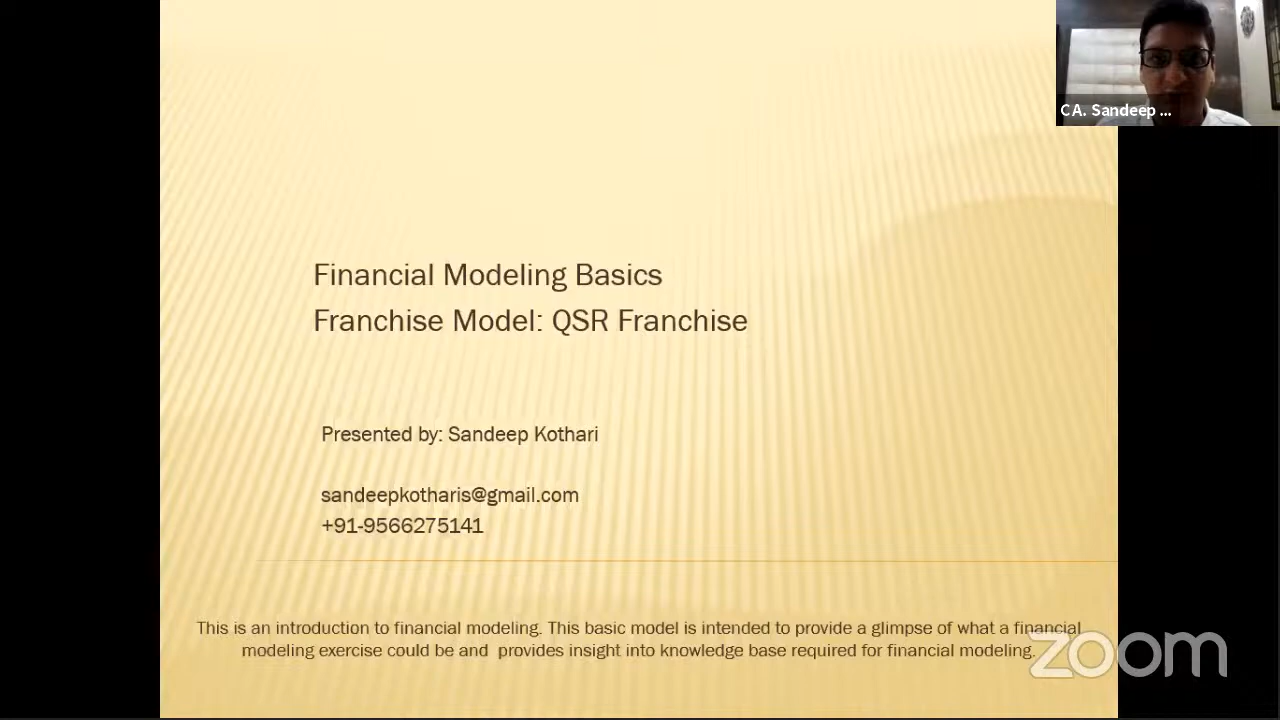 CA. Sandeep ...
Financial Modeling Basics
Franchise Model: QSR Franchise
Presented by: Sandeep Kothari
sandeepkotharis@gmail.com
+91-9566275141
This is an introduction to financial modeling. This basic model is intended to provide a glimpse of what a financial
modeling exercise could be and provides insight into knowledge base required for financial modeling.
zoom